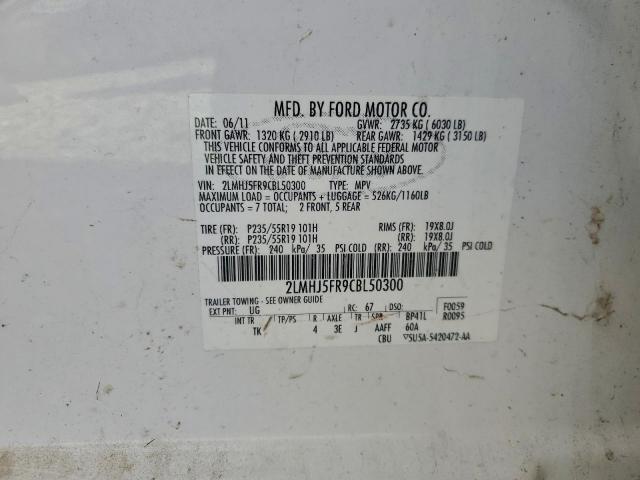 MFD. BY FORD MOTOR CO.
DATE: 06/11 GVWR: 2735 KG ( 6030 LB)
FRONT GAWR: 1320 KG ( 2910 LB) REAR GAWR: 1429 KG ( 3150 LB)
THIS VEHICLE CONFORMS TO ALL APPLICABLE FEDERAL MOTOR
VEHICLE SAFETY AND THEFT PREVENTION STANDARDS
IN EFFECT ON THE DATE OF MANUFACTURE SHOWN ABOVE.
VIN: 2LMHJ5FR9CBL50300 TYPE: MPV
MAXIMUM LOAD = OCCUPANTS + LUGGAGE = 526KG/1160LB
OCCUPANTS = 7 TOTAL; 2 FRONT, 5 REAR
TIRE (FR): P235/55R19 101H RIMS (FR): 19X8.0J
(RR): P235/55R19 101H (RR): 19X8.0J
PRESSURE (FR): 240 kPa/ 35 PSI COLD (RR): 240 kPa/ 35 PSI COLD
2LMHJ5FR9CBL50300
TRAILER TOWING - SEE OWNER GUIDE
EXT PNT: UG RC: 67 DSO: F0059
INT TR TP/PS R AXLE TR SPR BP41L R0095
TK 4 3E J AAFF 60A
CBU 5U5A-5420472-AA